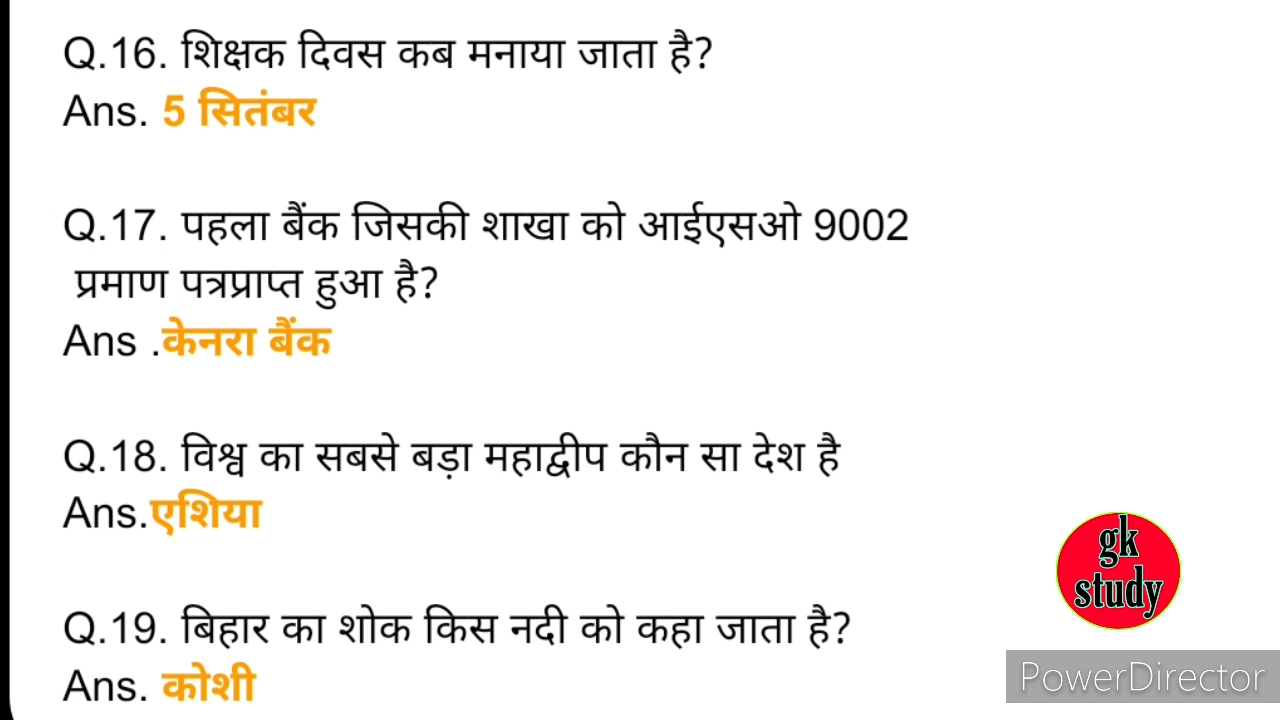 Q.16. शिक्षक दिवस कब मनाया जाता है?
Ans. 5 सितंबर
Q.17. पहला बैंक जिसकी शाखा को आईएसओ 9002
प्रमाण पत्रप्राप्त हुआ है?
Ans .केनरा बैंक
Q.18. विश्व का सबसे बड़ा महाद्वीप कौन सा देश है
Ans.एशिया
Q.19. बिहार का शोक किस नदी को कहा जाता है?
Ans. कोशी
gk
study
PowerDirector